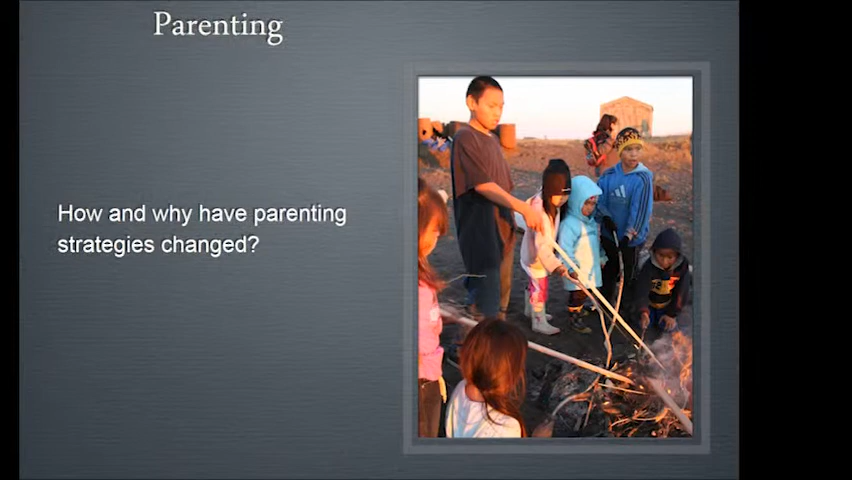 Parenting
How and why have parenting
strategies changed?